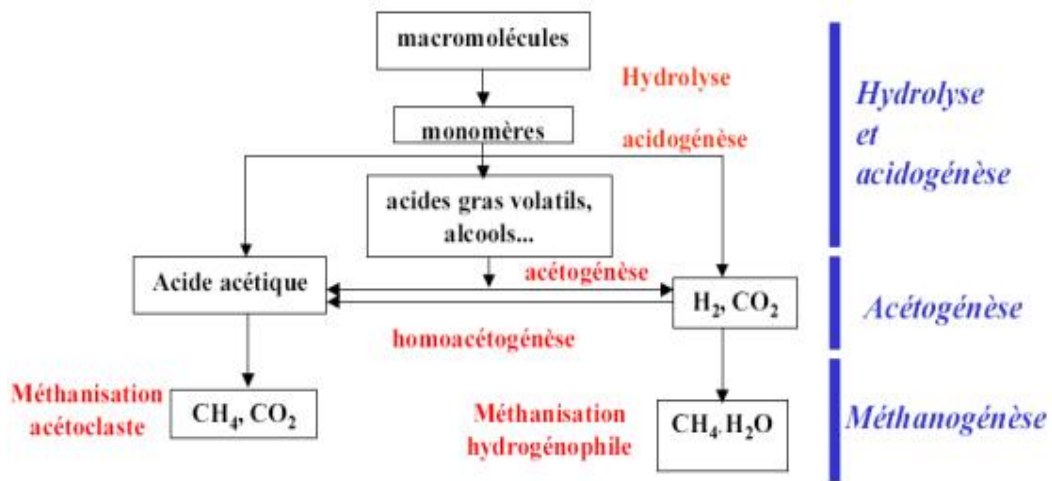 macromolécules
Hydrolyse
monomères
acidogénèse
Hydrolyse
et
acidogénèse
acides gras volatils,
alcools...
Acide acétique
acétogénèse
H₂, CO₂
Acétogénèse
homoacétogénèse
Méthanisation
acétoclaste
CH₄, CO₂
Méthanisation
hydrogénophile
CH₄, H₂O
Méthanogénèse